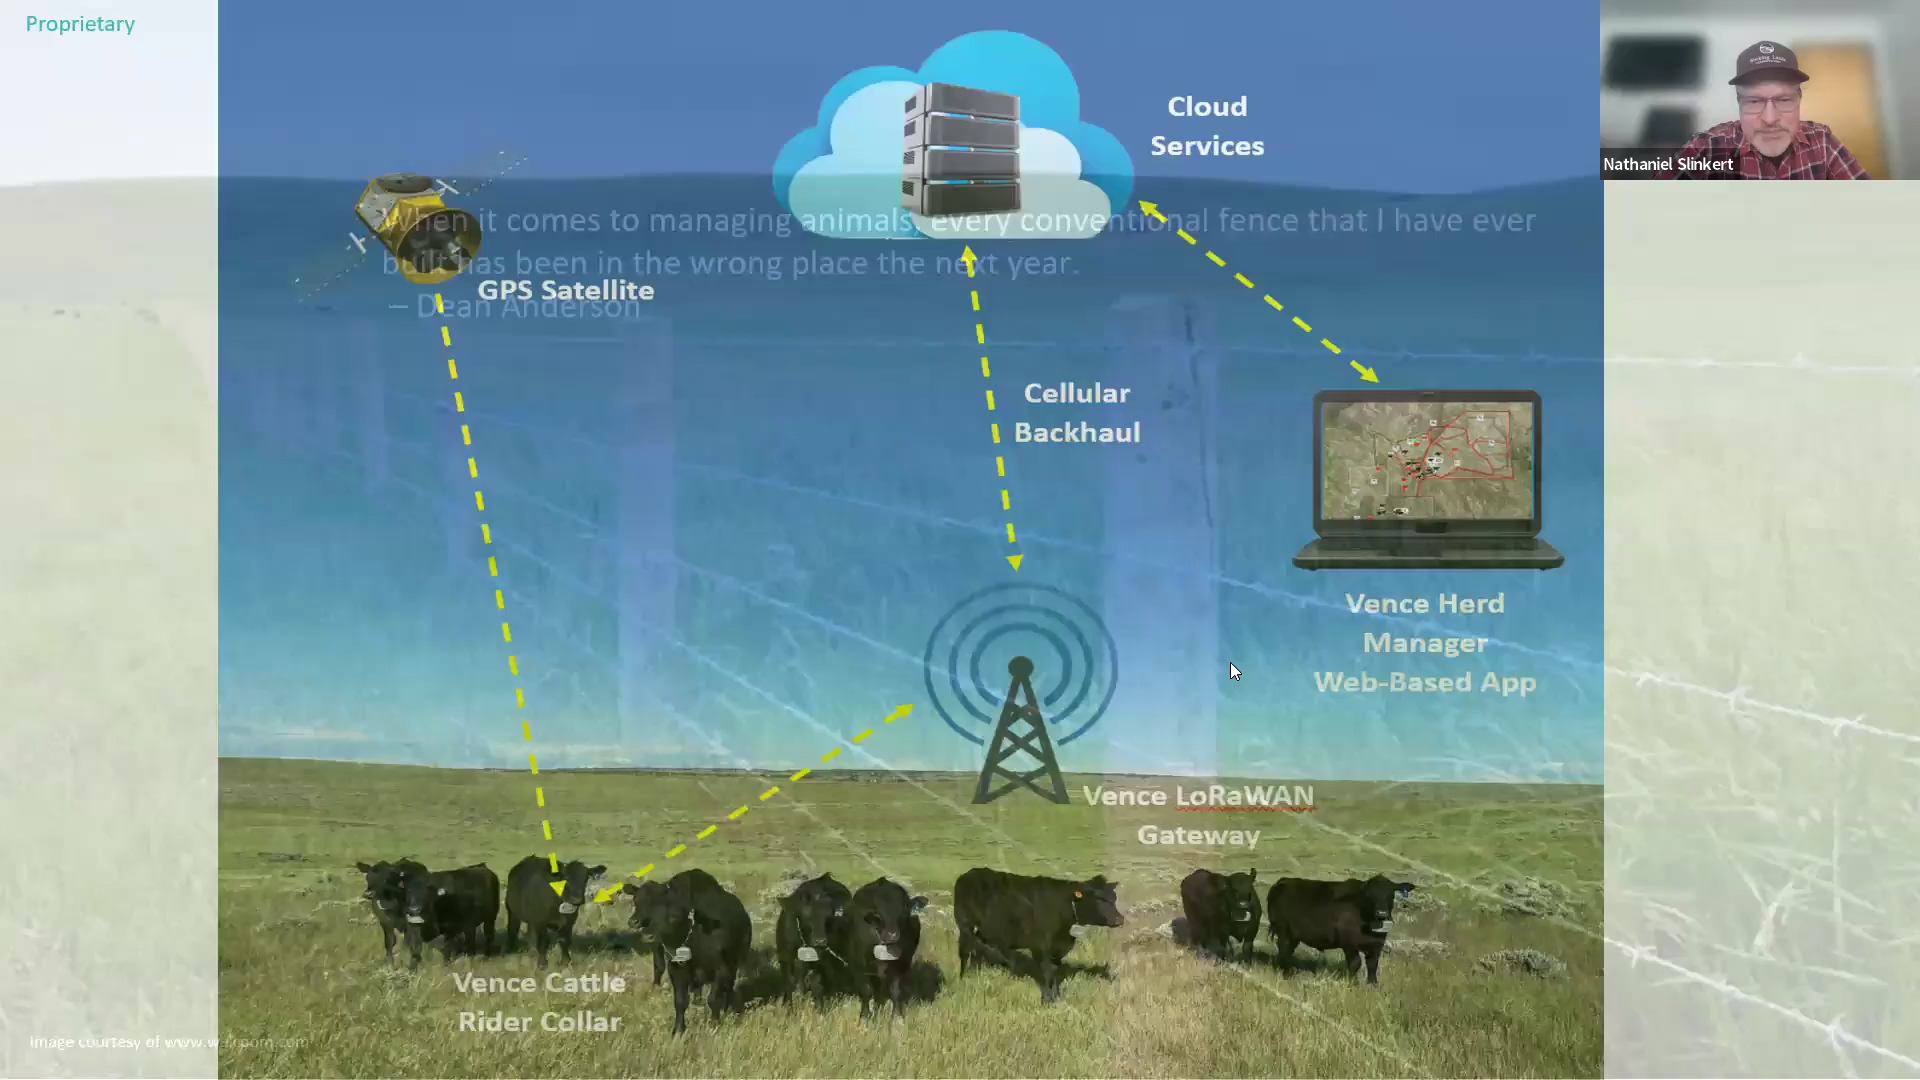 Proprietary
Cloud
Services
Nathaniel Slinkert
When it comes to managing animals, every conventional fence that I have ever
built has been in the wrong place the next year.
– Dean Anderson
GPS Satellite
Cellular
Backhaul
Vence Herd
Manager
Web-Based App
Vence LoRaWAN
Gateway
Vence Cattle
Rider Collar
Image courtesy of